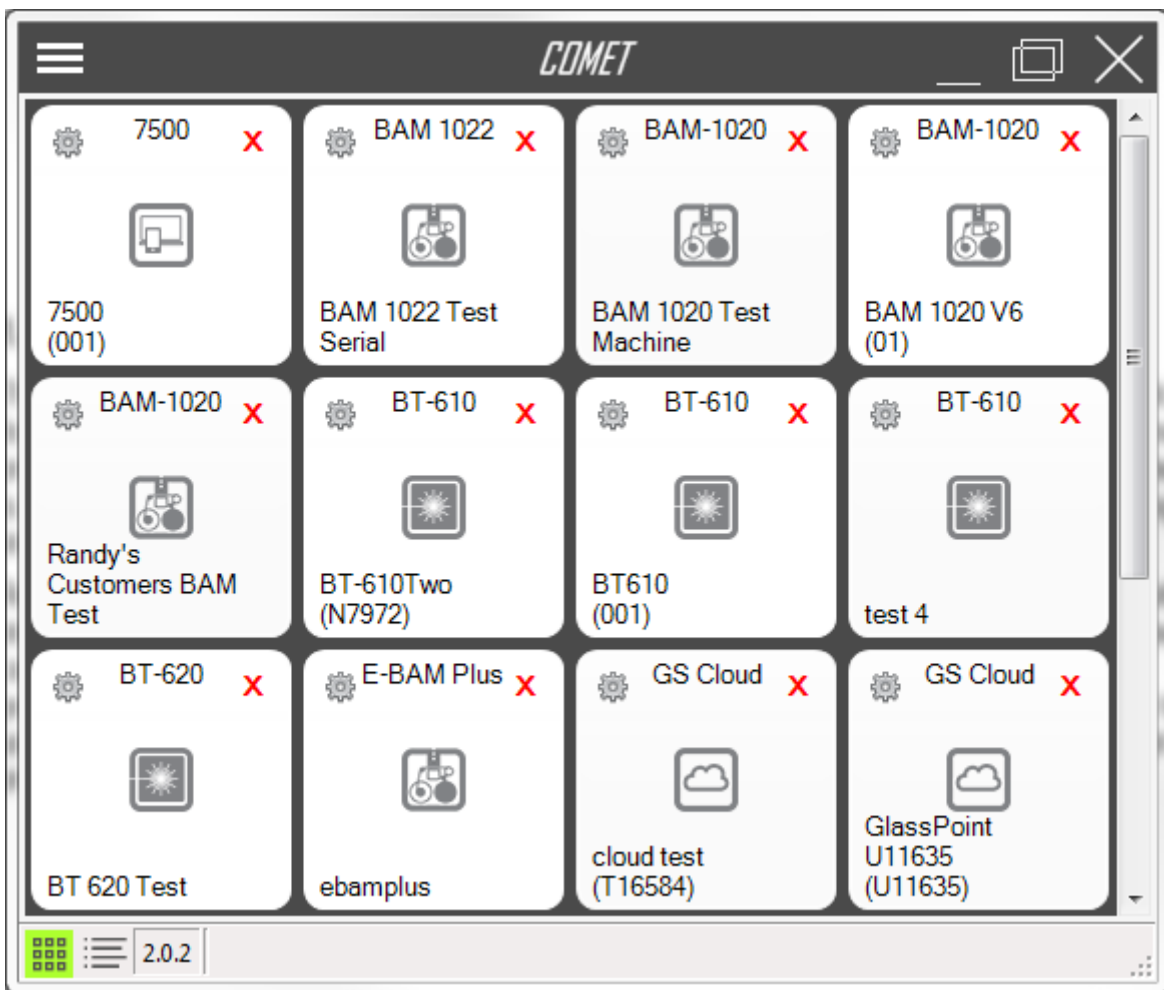 COMET
7500 X
7500
(001)
BAM 1022 X
BAM 1022 Test
Serial
BAM-1020 X
BAM 1020 Test
Machine
BAM-1020 X
BAM 1020 V6
(01)
BAM-1020 X
Randy's
Customers BAM
Test
BT-610 X
BT-610Two
(N7972)
BT-610 X
BT610
(001)
BT-610 X
test 4
BT-620 X
BT 620 Test
E-BAM Plus X
ebamplus
GS Cloud X
cloud test
(T16584)
GS Cloud X
GlassPoint
U11635
(U11635)
2.0.2